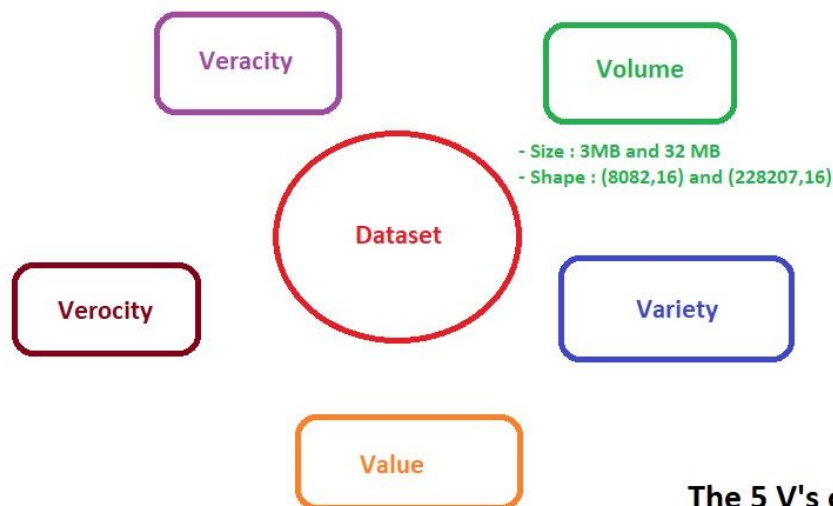 Veracity
Volume
- Size : 3MB and 32 MB
- Shape : (8082,16) and (228207,16)
Dataset
Verocity
Variety
Value
The 5 V's